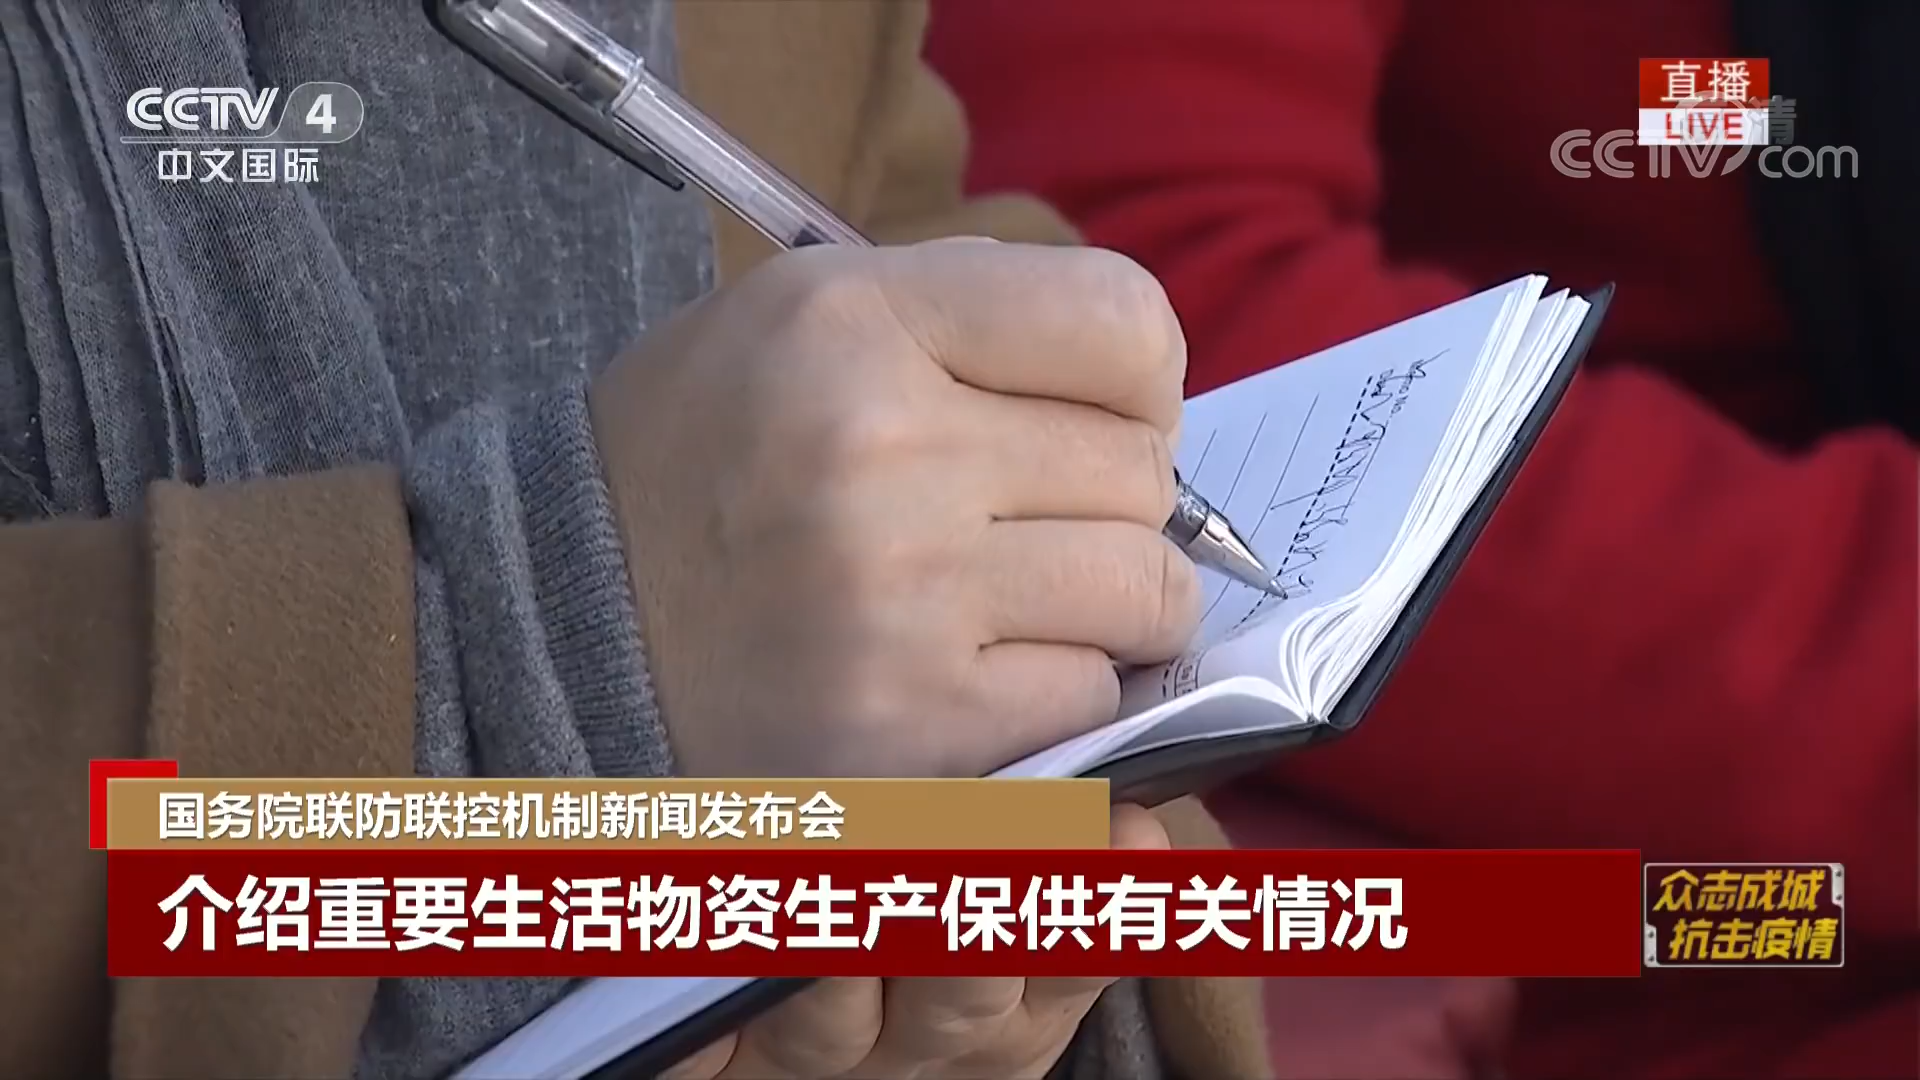 CCTV 4
中文国际
直播
LIVE
CCTV.com
国务院联防联控机制新闻发布会
介绍重要生活物资生产保供有关情况
众志成城
抗击疫情